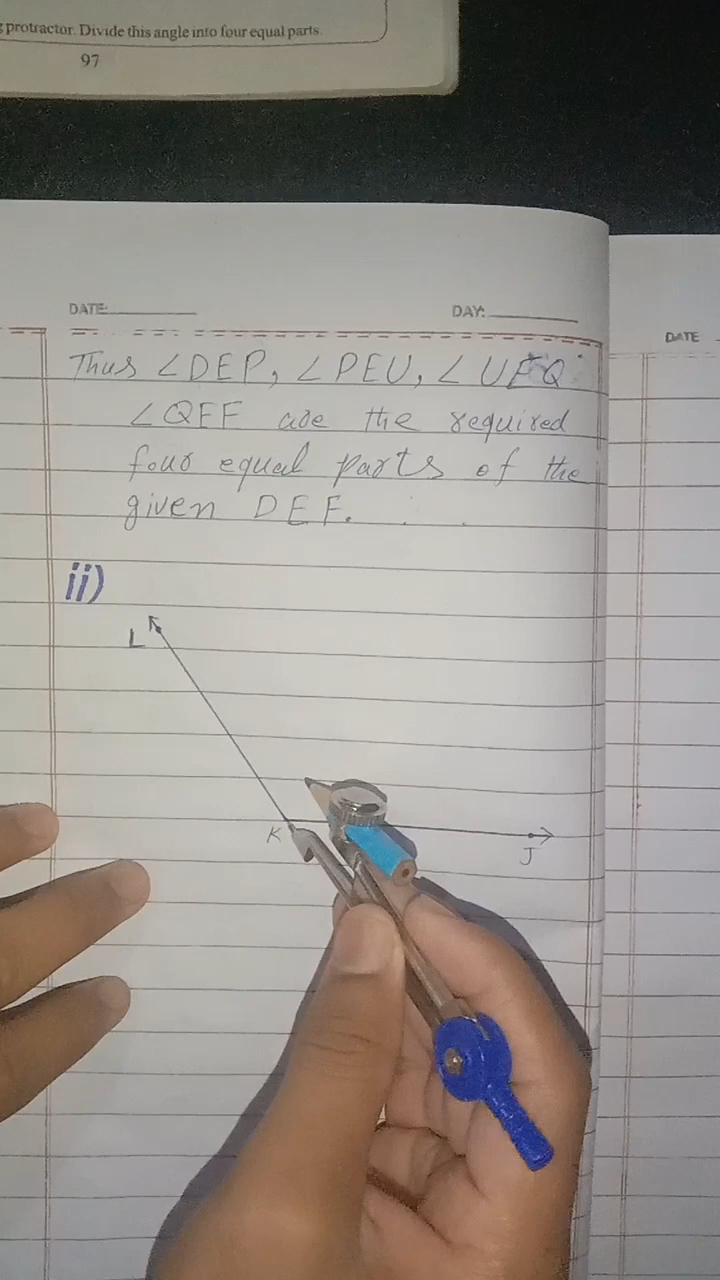 g protractor. Divide this angle into four equal parts.
97
DATE:
DAY:
DATE
Thus ∠DEP, ∠PEU, ∠UEQ
∠QEF are the required
four equal parts of the
given DEF.
ii)
L
K
J